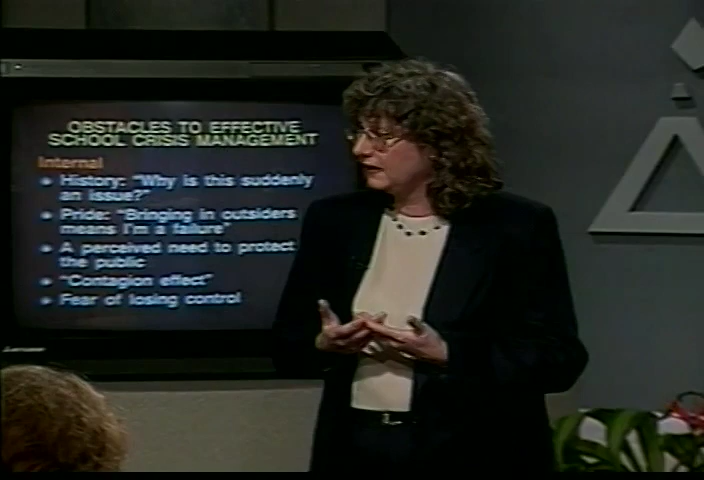 OBSTACLES TO EFFECTIVE
SCHOOL CRISIS MANAGEMENT
Internal
History: "Why is this suddenly
an issue?"
Pride: "Bringing in outsiders
means I'm a failure"
A perceived need to protect
the public
"Contagion effect"
Fear of losing control